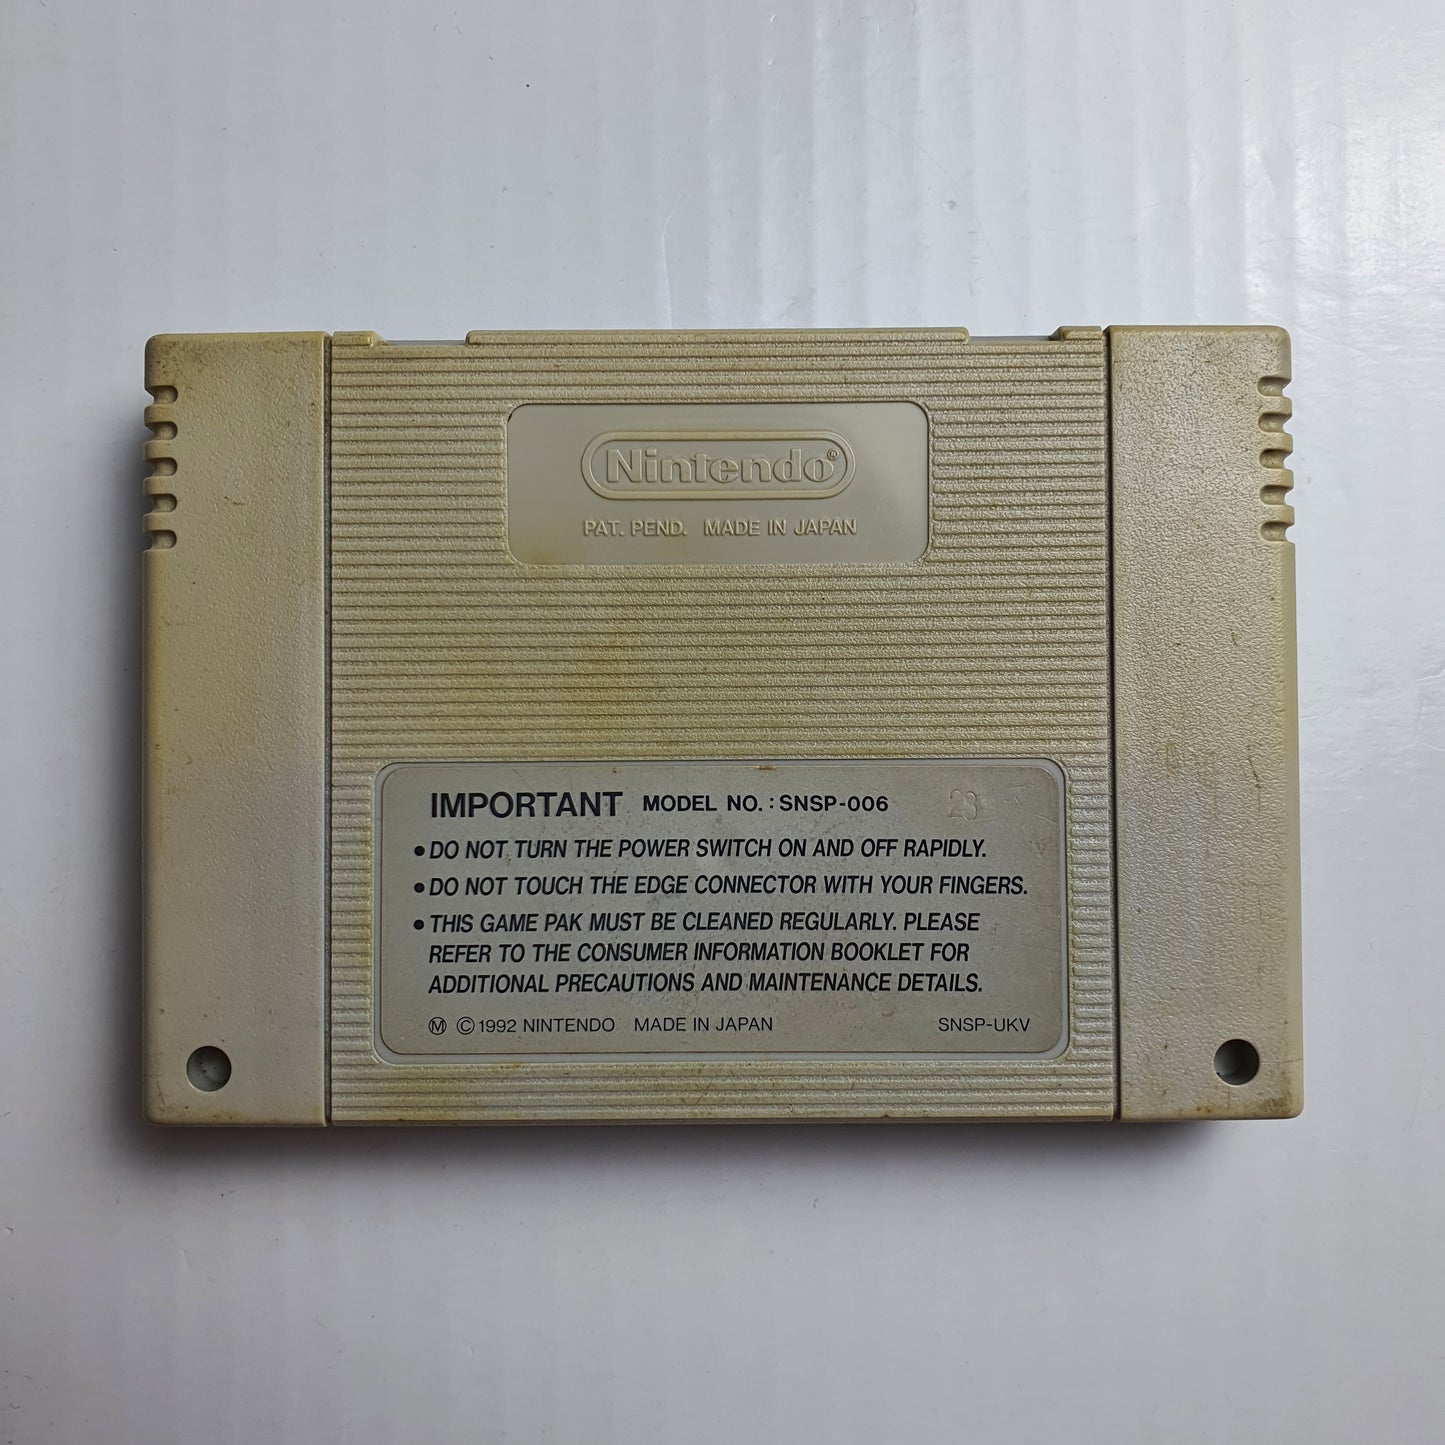 Nintendo®
PAT. PEND. MADE IN JAPAN
IMPORTANT MODEL NO. : SNSP-006 23
• DO NOT TURN THE POWER SWITCH ON AND OFF RAPIDLY.
• DO NOT TOUCH THE EDGE CONNECTOR WITH YOUR FINGERS.
• THIS GAME PAK MUST BE CLEANED REGULARLY. PLEASE
REFER TO THE CONSUMER INFORMATION BOOKLET FOR
ADDITIONAL PRECAUTIONS AND MAINTENANCE DETAILS.
Ⓜ ©1992 NINTENDO MADE IN JAPAN SNSP-UKV